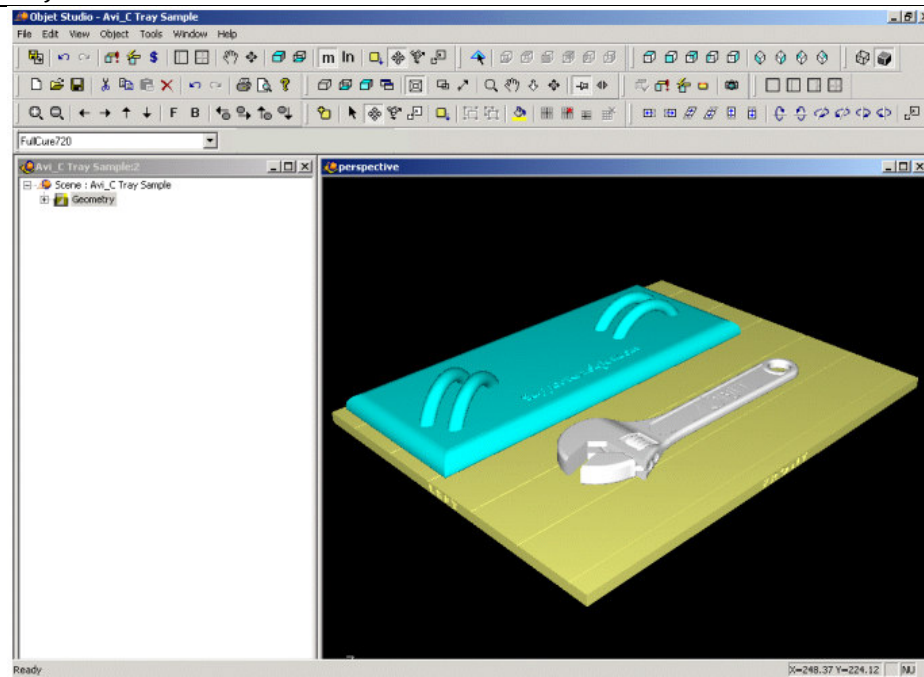 Objet Studio - Avi_C Tray Sample
File Edit View Object Tools Window Help
m In
F B
FullCure720
Avi_C Tray Sample:2
Scene : Avi_C Tray Sample
Geometry
perspective
Ready
X=248.37 Y=224.12 NU